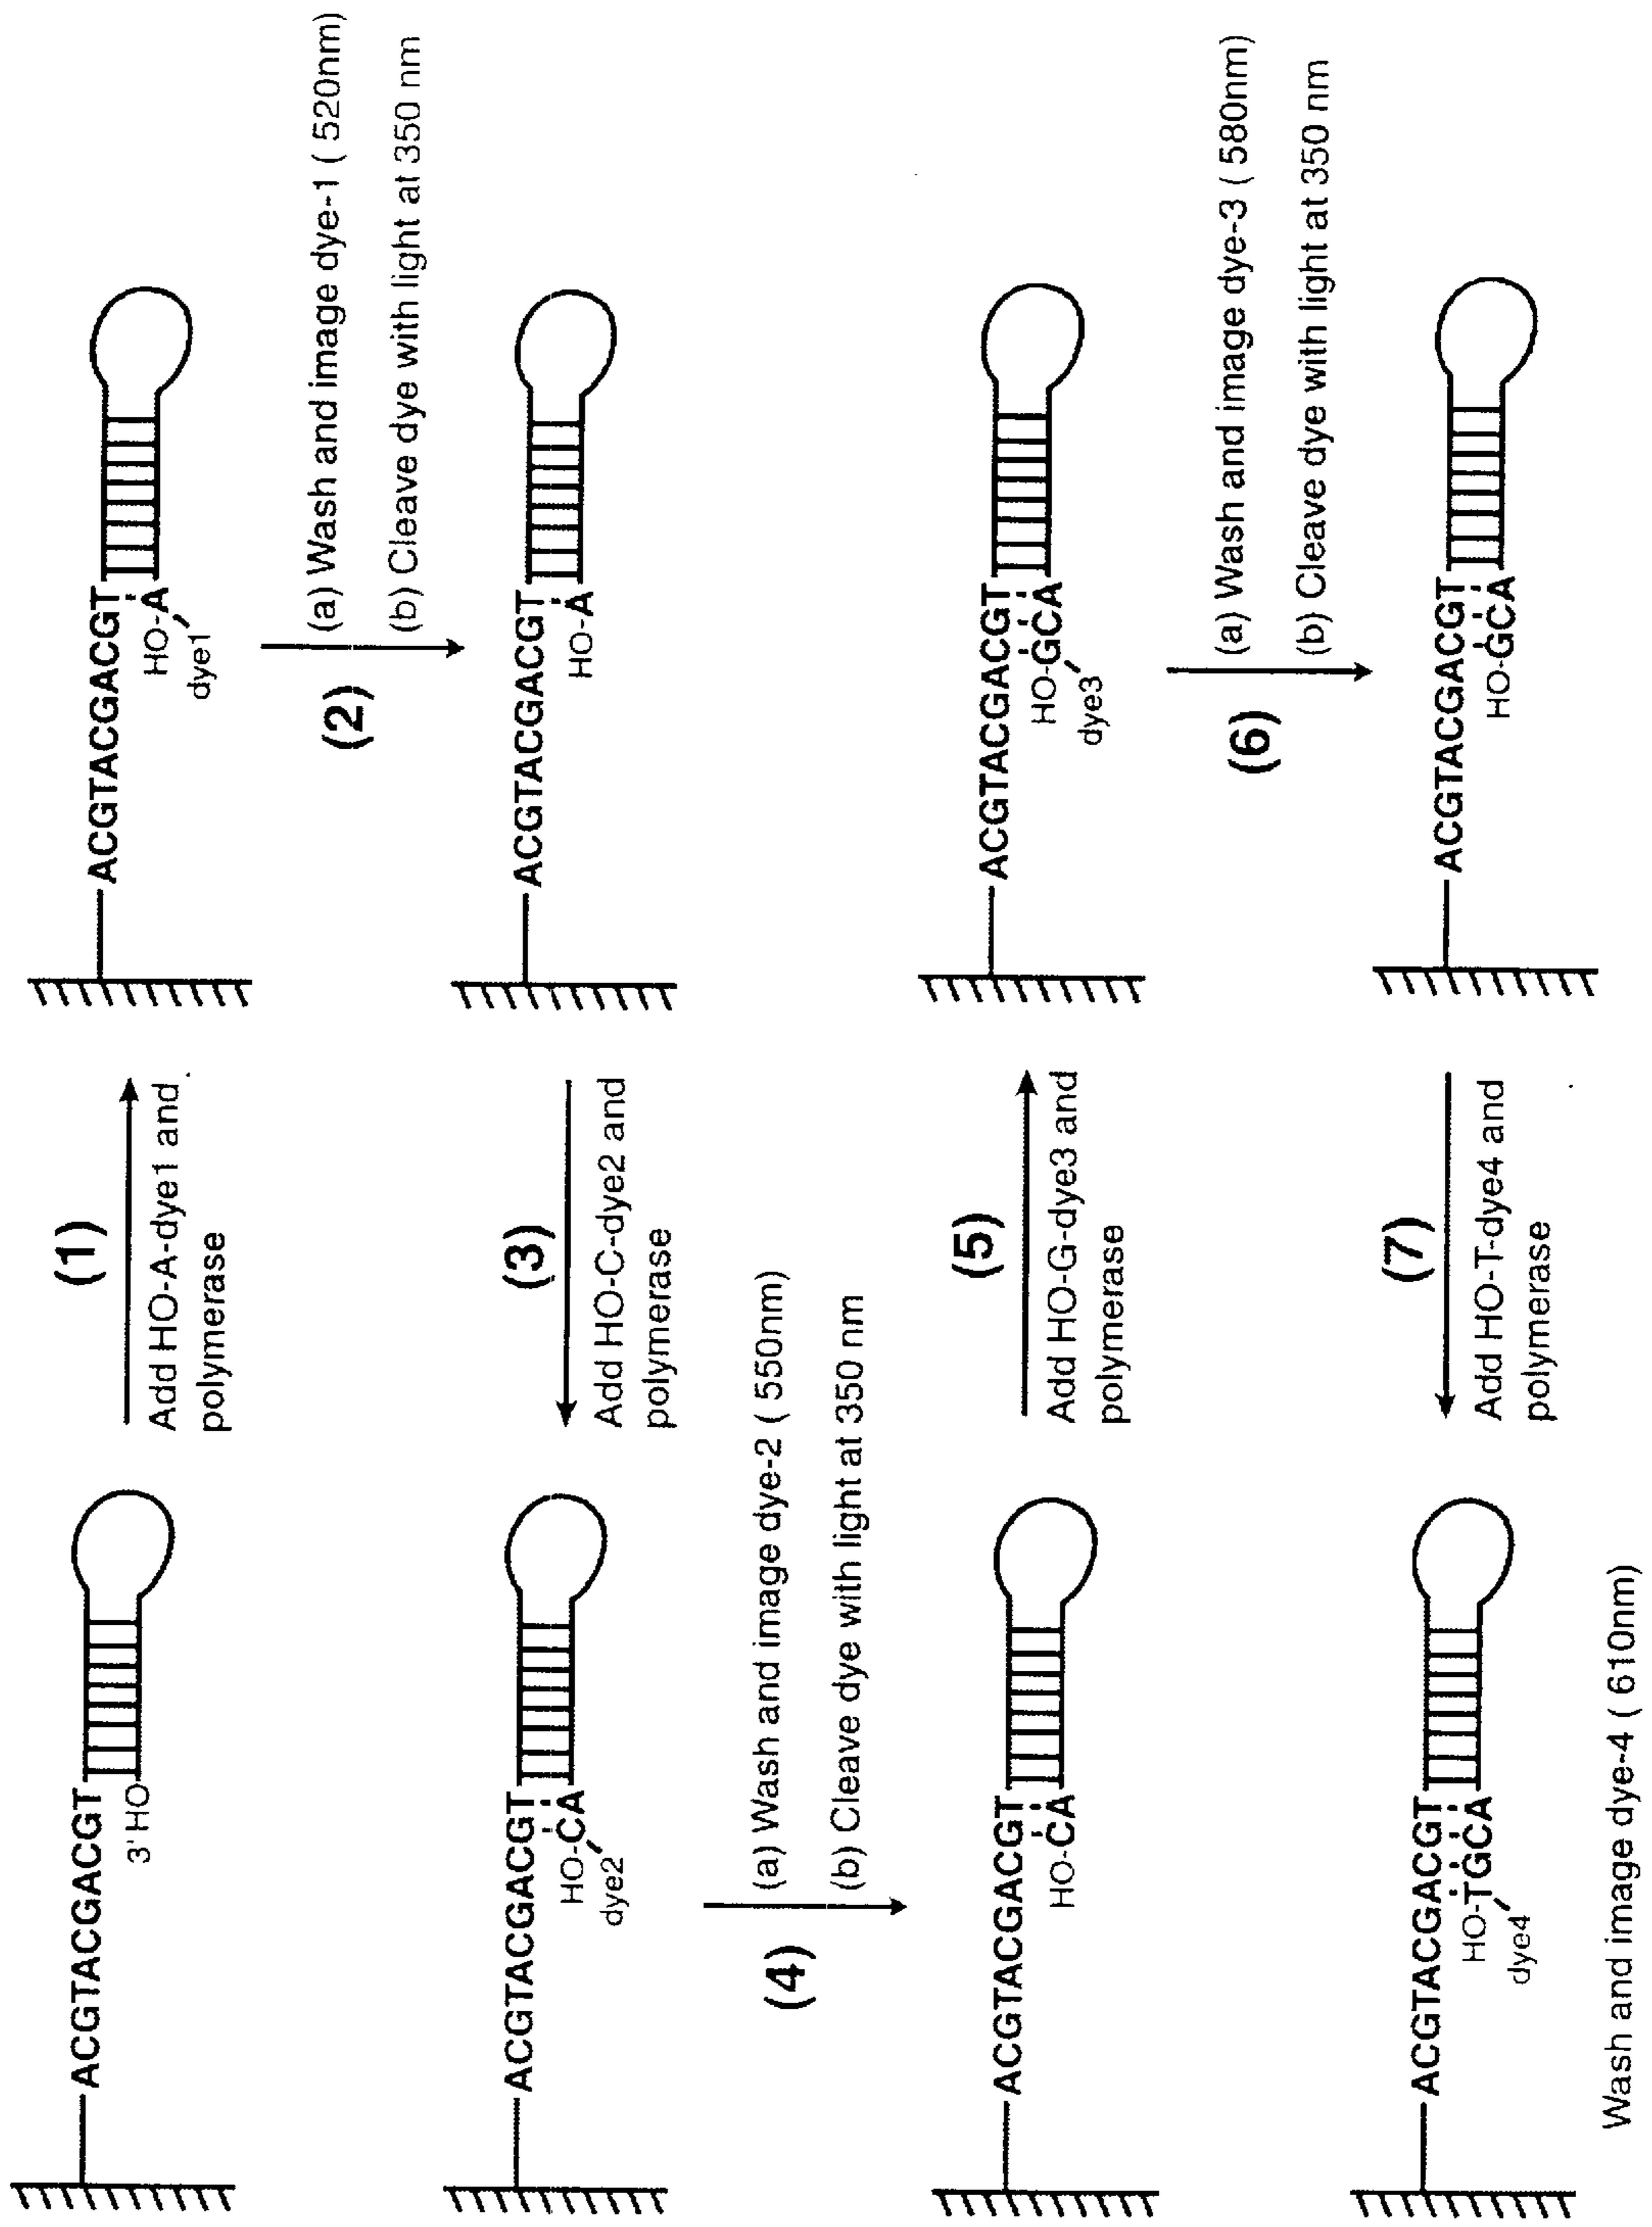 ACGTACGACGT
3'HO
(1)
Add HO-A-dye1 and
polymerase
ACGTACGACGT
HO-A
dye1
(2)
(a) Wash and image dye-1 ( 520nm)
(b) Cleave dye with light at 350 nm
ACGTACGACGT
HO-A
(3)
Add HO-C-dye2 and
polymerase
ACGTACGACGT
HO-CA
dye2
(4)
(a) Wash and image dye-2 ( 550nm)
(b) Cleave dye with light at 350 nm
ACGTACGACGT
HO-CA
(5)
Add HO-G-dye3 and
polymerase
ACGTACGACGT
HO-GCA
dye3
(6)
(a) Wash and image dye-3 ( 580nm)
(b) Cleave dye with light at 350 nm
ACGTACGACGT
HO-GCA
(7)
Add HO-T-dye4 and
polymerase
ACGTACGACGT
HO-TGCA
dye4
Wash and image dye-4 ( 610nm)